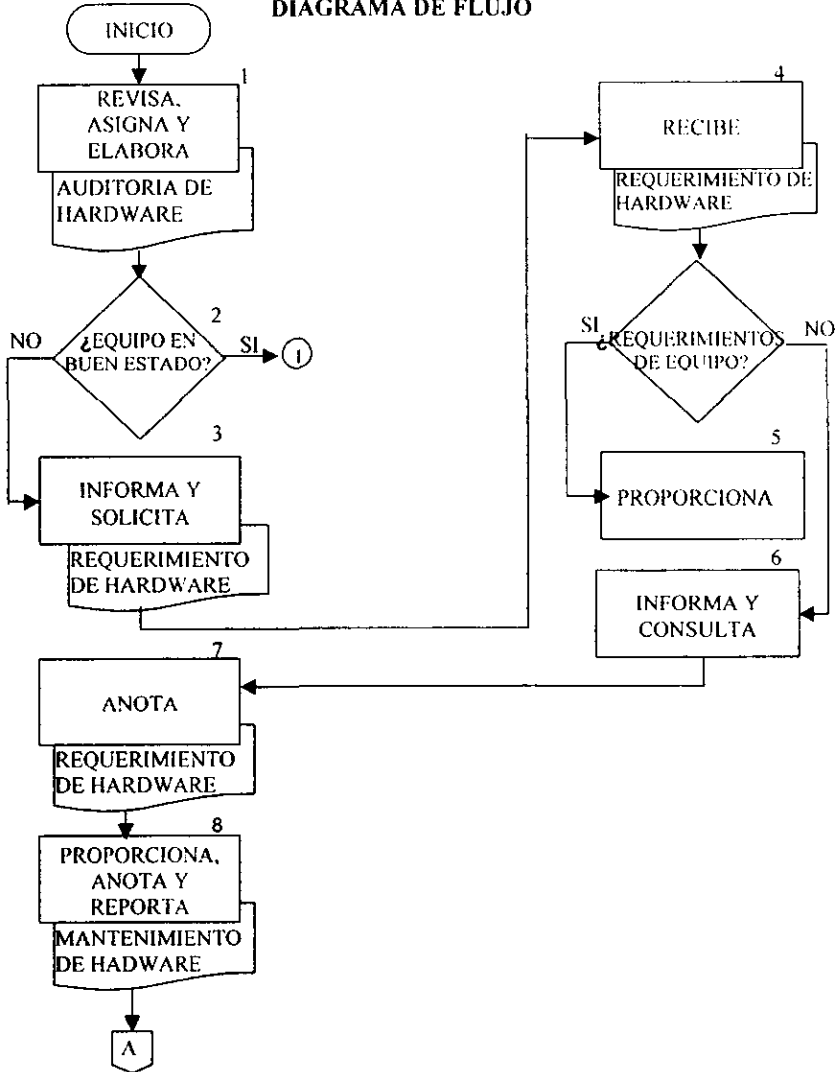 DIAGRAMA DE FLUJO
INICIO
1
REVISA,
ASIGNA Y
ELABORA
AUDITORIA DE
HARDWARE
2
¿EQUIPO EN
BUEN ESTADO?
NO
SI
1
3
INFORMA Y
SOLICITA
REQUERIMIENTO
DE HARDWARE
4
RECIBE
REQUERIMIENTO DE
HARDWARE
SI
¿REQUERIMIENTOS
DE EQUIPO?
NO
5
PROPORCIONA
6
INFORMA Y
CONSULTA
7
ANOTA
REQUERIMIENTO
DE HARDWARE
8
PROPORCIONA,
ANOTA Y
REPORTA
MANTENIMIENTO
DE HADWARE
A